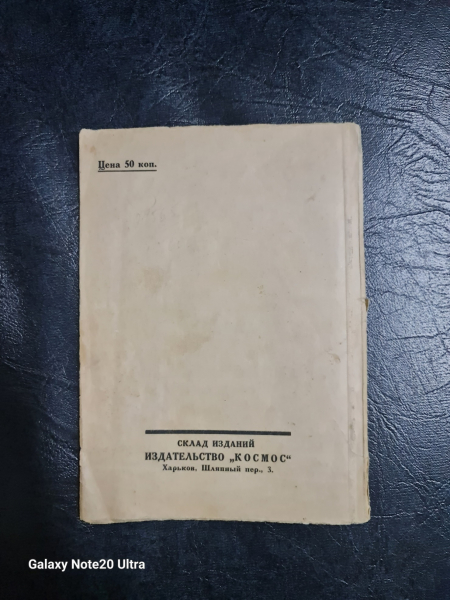 Цена 50 коп.
СКЛАД ИЗДАНИЙ
ИЗДАТЕЛЬСТВО „КОСМОС“
Харьков, Шляпный пер., 3.
Galaxy Note20 Ultra